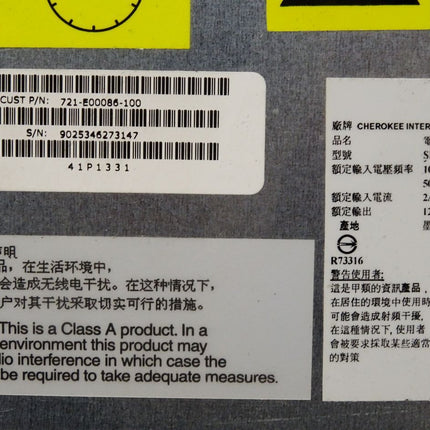 CUST P/N: 721-E00086-100
S/N: 9025346273147
41P1331
声明
品，在生活环境中，
会造成无线电干扰。在这种情况下，
户对其干扰采取切实可行的措施。
This is a Class A product. In a
environment this product may
dio interference in which case the
be required to take adequate measures.
廠牌 CHEROKEE INTER
品名
型號
額定輸入電壓頻率
50
額定輸入電流 2.
額定輸出 12
產地
R73316
警告使用者:
這是甲類的資訊產品，
在居住的環境中使用時
可能會造成射頻干擾，
在這種情況下，使用者
會被要求採取某些適當
的對策